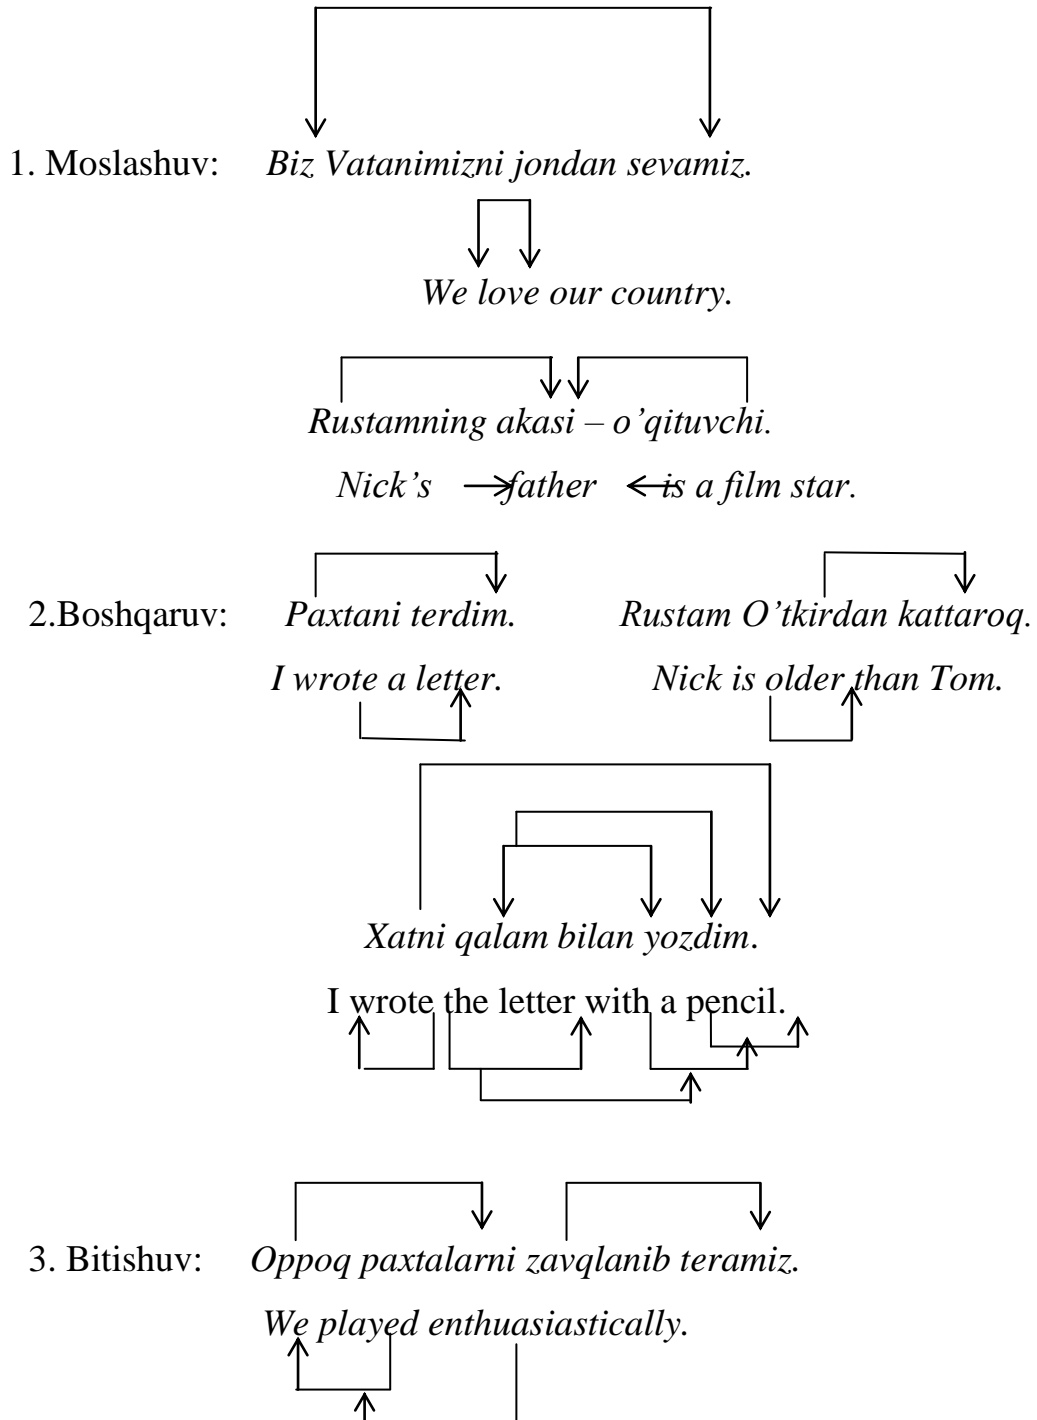 1. Moslashuv: Biz Vatanimizni jondan sevamiz.
We love our country.
Rustamning akasi – o’qituvchi.
Nick’s father is a film star.
2.Boshqaruv: Paxtani terdim. Rustam O’tkirdan kattaroq.
I wrote a letter. Nick is older than Tom.
Xatni qalam bilan yozdim.
I wrote the letter with a pencil.
3. Bitishuv: Oppoq paxtalarni zavqlanib teramiz.
We played enthuasiastically.